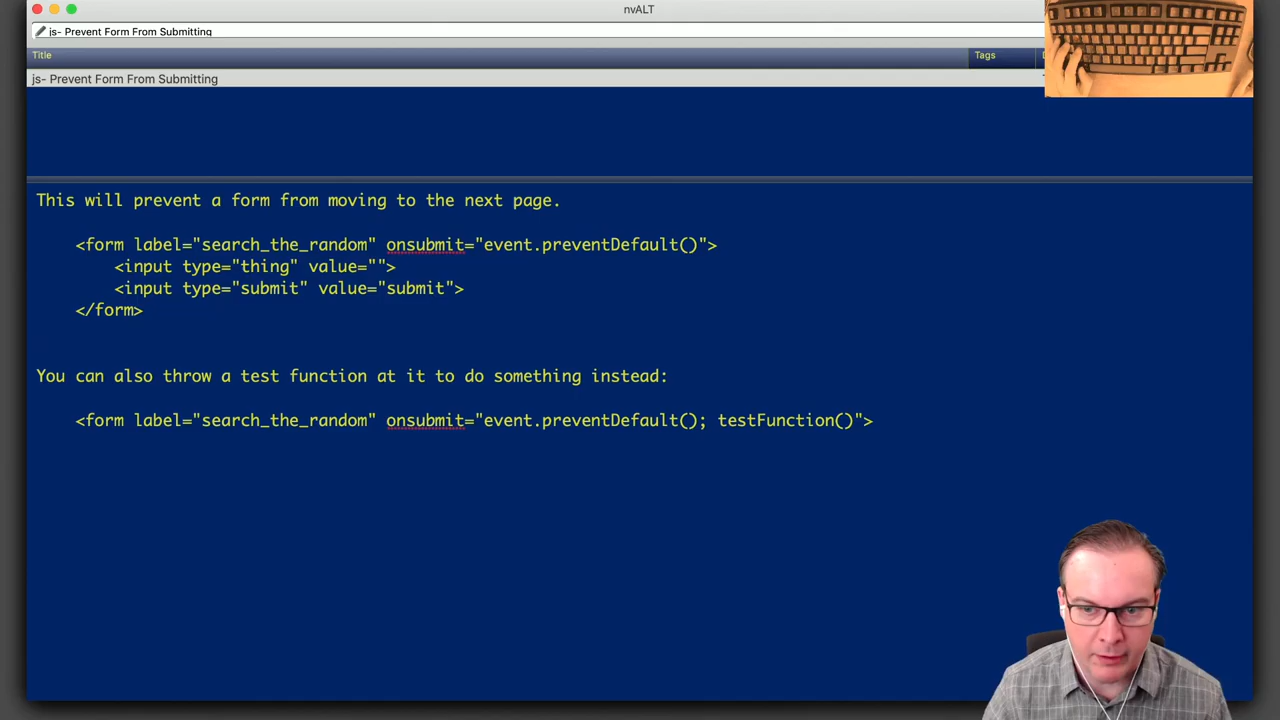 nvALT
js- Prevent Form From Submitting
Title
Tags
js- Prevent Form From Submitting
This will prevent a form from moving to the next page.
<form label="search_the_random" onsubmit="event.preventDefault()">
<input type="thing" value="">
<input type="submit" value="submit">
</form>
You can also throw a test function at it to do something instead:
<form label="search_the_random" onsubmit="event.preventDefault(); testFunction()">